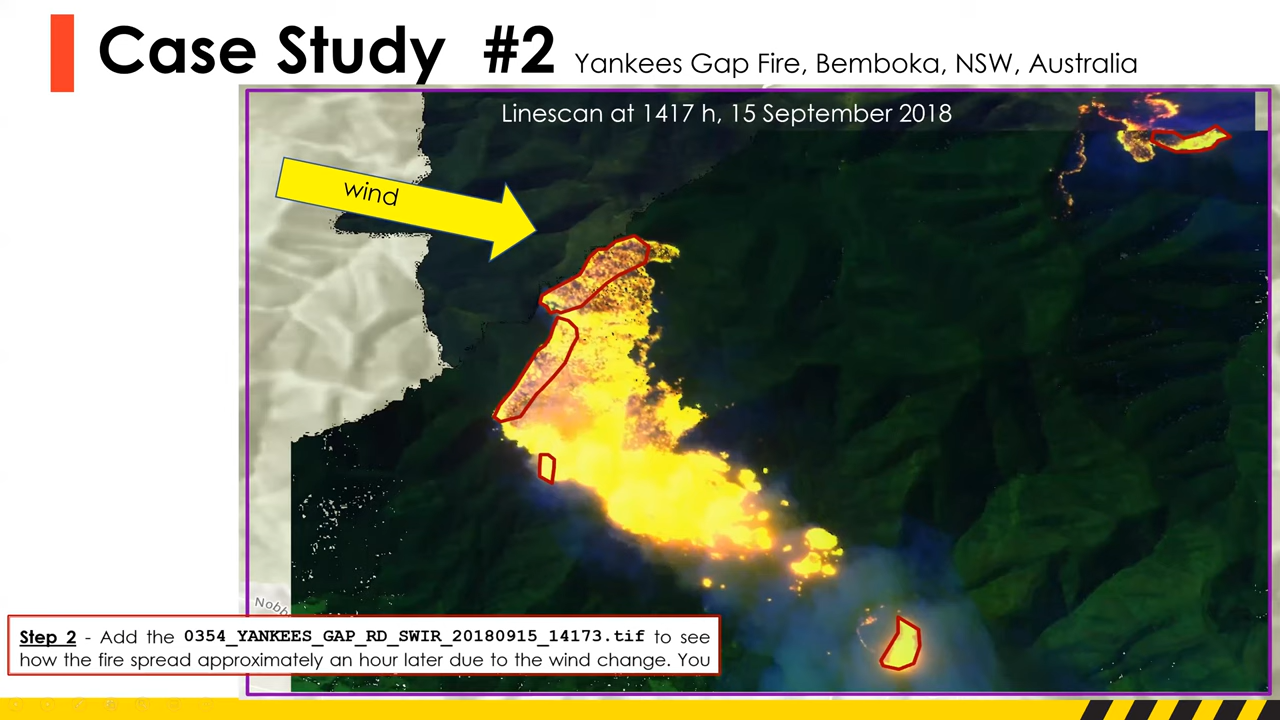 Case Study #2 Yankees Gap Fire, Bemboka, NSW, Australia
Linescan at 1417 h, 15 September 2018
wind
Nobb
Step 2 - Add the 0354_YANKEES_GAP_RD_SWIR_20180915_14173.tif to see
how the fire spread approximately an hour later due to the wind change. You